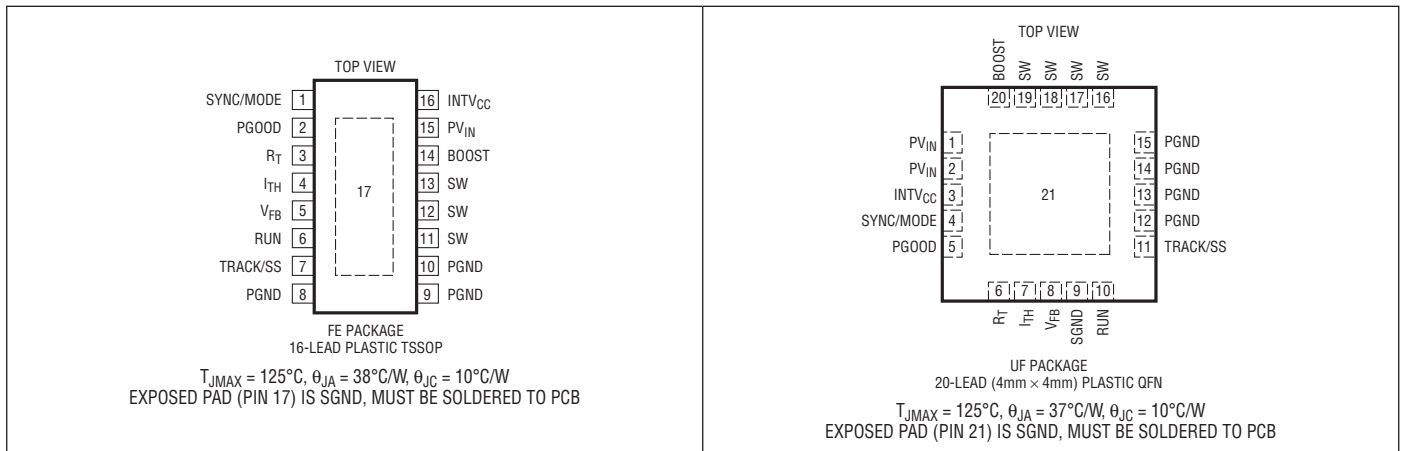 TOP VIEW
SYNC/MODE 1
PGOOD 2
RT 3
ITH 4
VFB 5
RUN 6
TRACK/SS 7
PGND 8
17
16 INTVCC
15 PVIN
14 BOOST
13 SW
12 SW
11 SW
10 PGND
9 PGND
FE PACKAGE
16-LEAD PLASTIC TSSOP
TJMAX = 125°C, θJA = 38°C/W, θJC = 10°C/W
EXPOSED PAD (PIN 17) IS SGND, MUST BE SOLDERED TO PCB
TOP VIEW
BOOST SW SW SW SW
20 19 18 17 16
PVIN 1
PVIN 2
INTVCC 3
SYNC/MODE 4
PGOOD 5
21
15 PGND
14 PGND
13 PGND
12 PGND
11 TRACK/SS
6 7 8 9 10
RT ITH VFB SGND RUN
UF PACKAGE
20-LEAD (4mm × 4mm) PLASTIC QFN
TJMAX = 125°C, θJA = 37°C/W, θJC = 10°C/W
EXPOSED PAD (PIN 21) IS SGND, MUST BE SOLDERED TO PCB